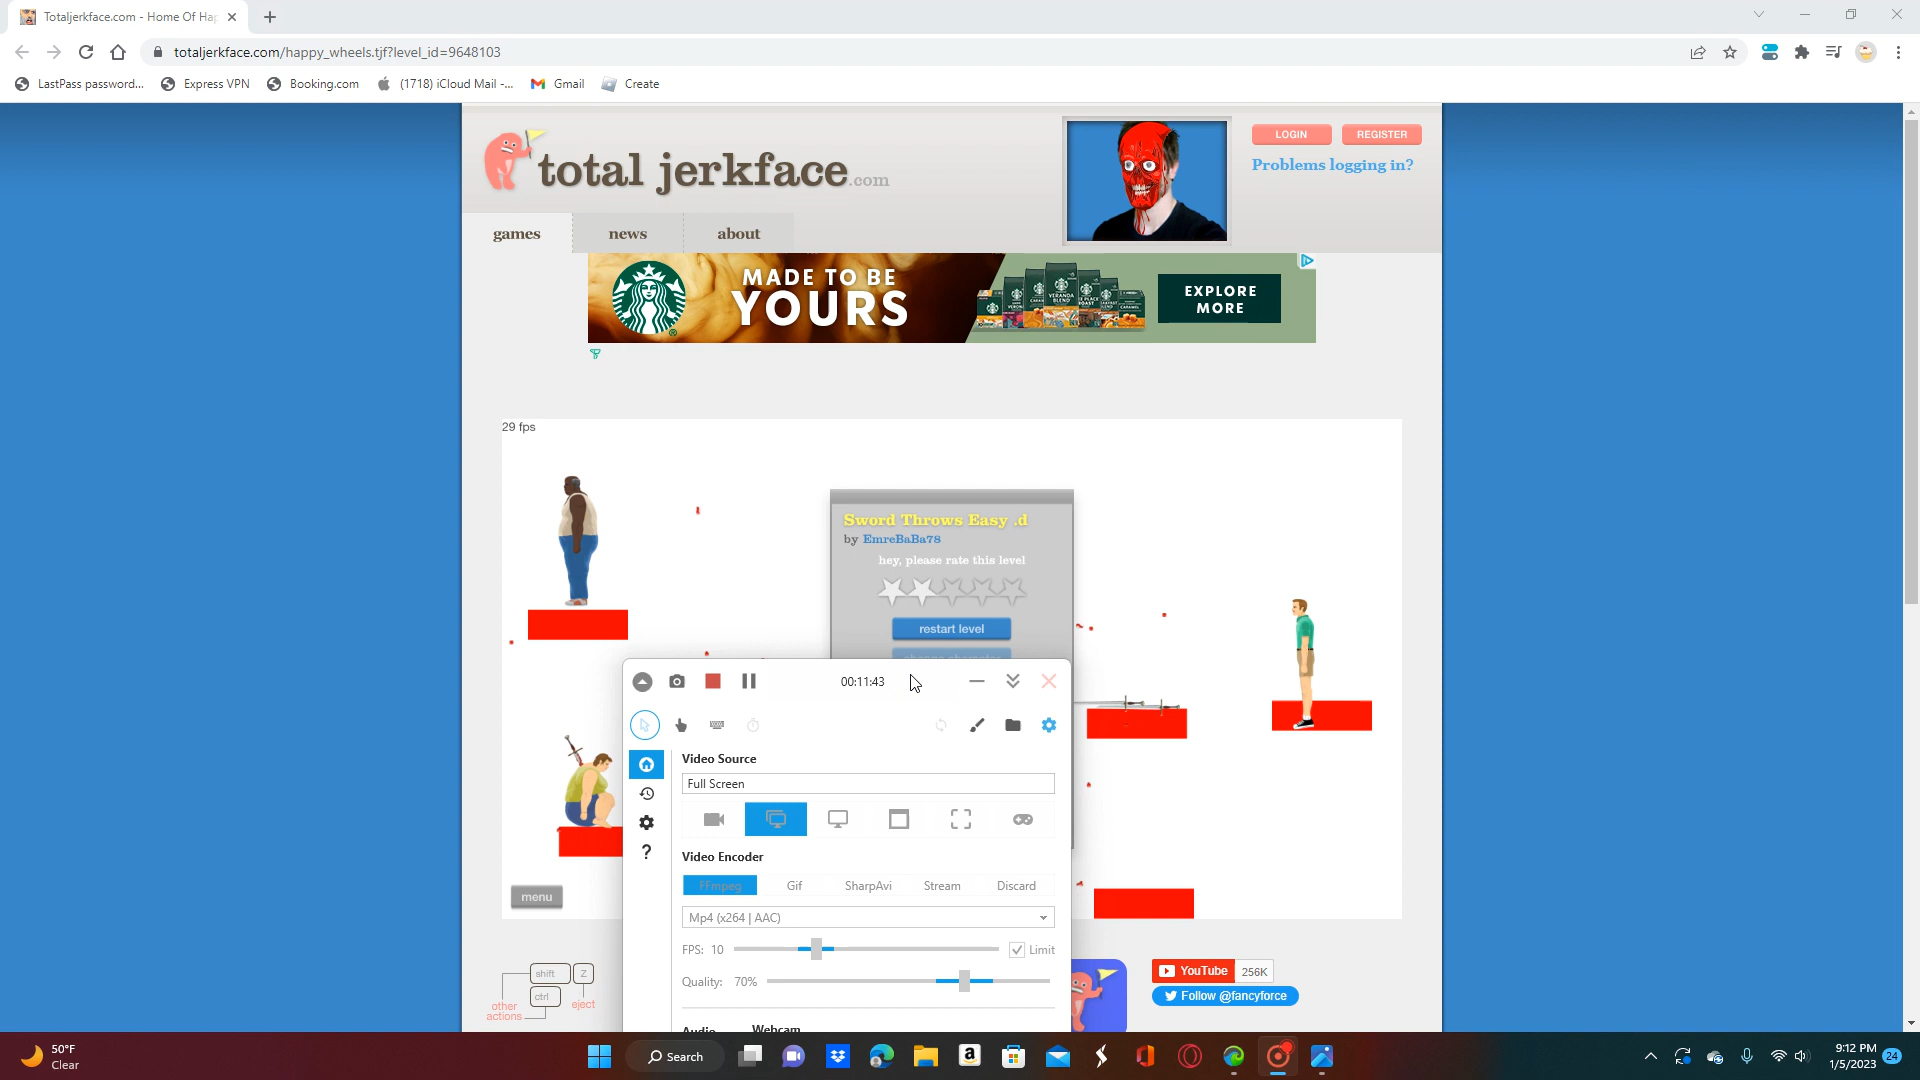 Totaljerkface.com - Home Of Hap
totaljerkface.com/happy_wheels.tjf?level_id=9648103
LastPass password...
Express VPN
Booking.com
(1718) iCloud Mail -...
Gmail
Create
total jerkface.com
LOGIN
REGISTER
Problems logging in?
games
news
about
MADE TO BE
YOURS
VERANDA
BLEND
EXPLORE
MORE
29 fps
Sword Throws Easy .d
by EmreBaBa78
hey, please rate this level
restart level
00:11:43
Video Source
Full Screen
Video Encoder
FFmpeg
Gif
SharpAvi
Stream
Discard
Mp4 (x264 | AAC)
FPS: 10
Limit
Quality: 70%
Audio
Webcam
menu
shift
Z
ctrl
eject
other
actions
YouTube
256K
Follow @fancyforce
50°F
Clear
Search
9:12 PM
1/5/2023
24